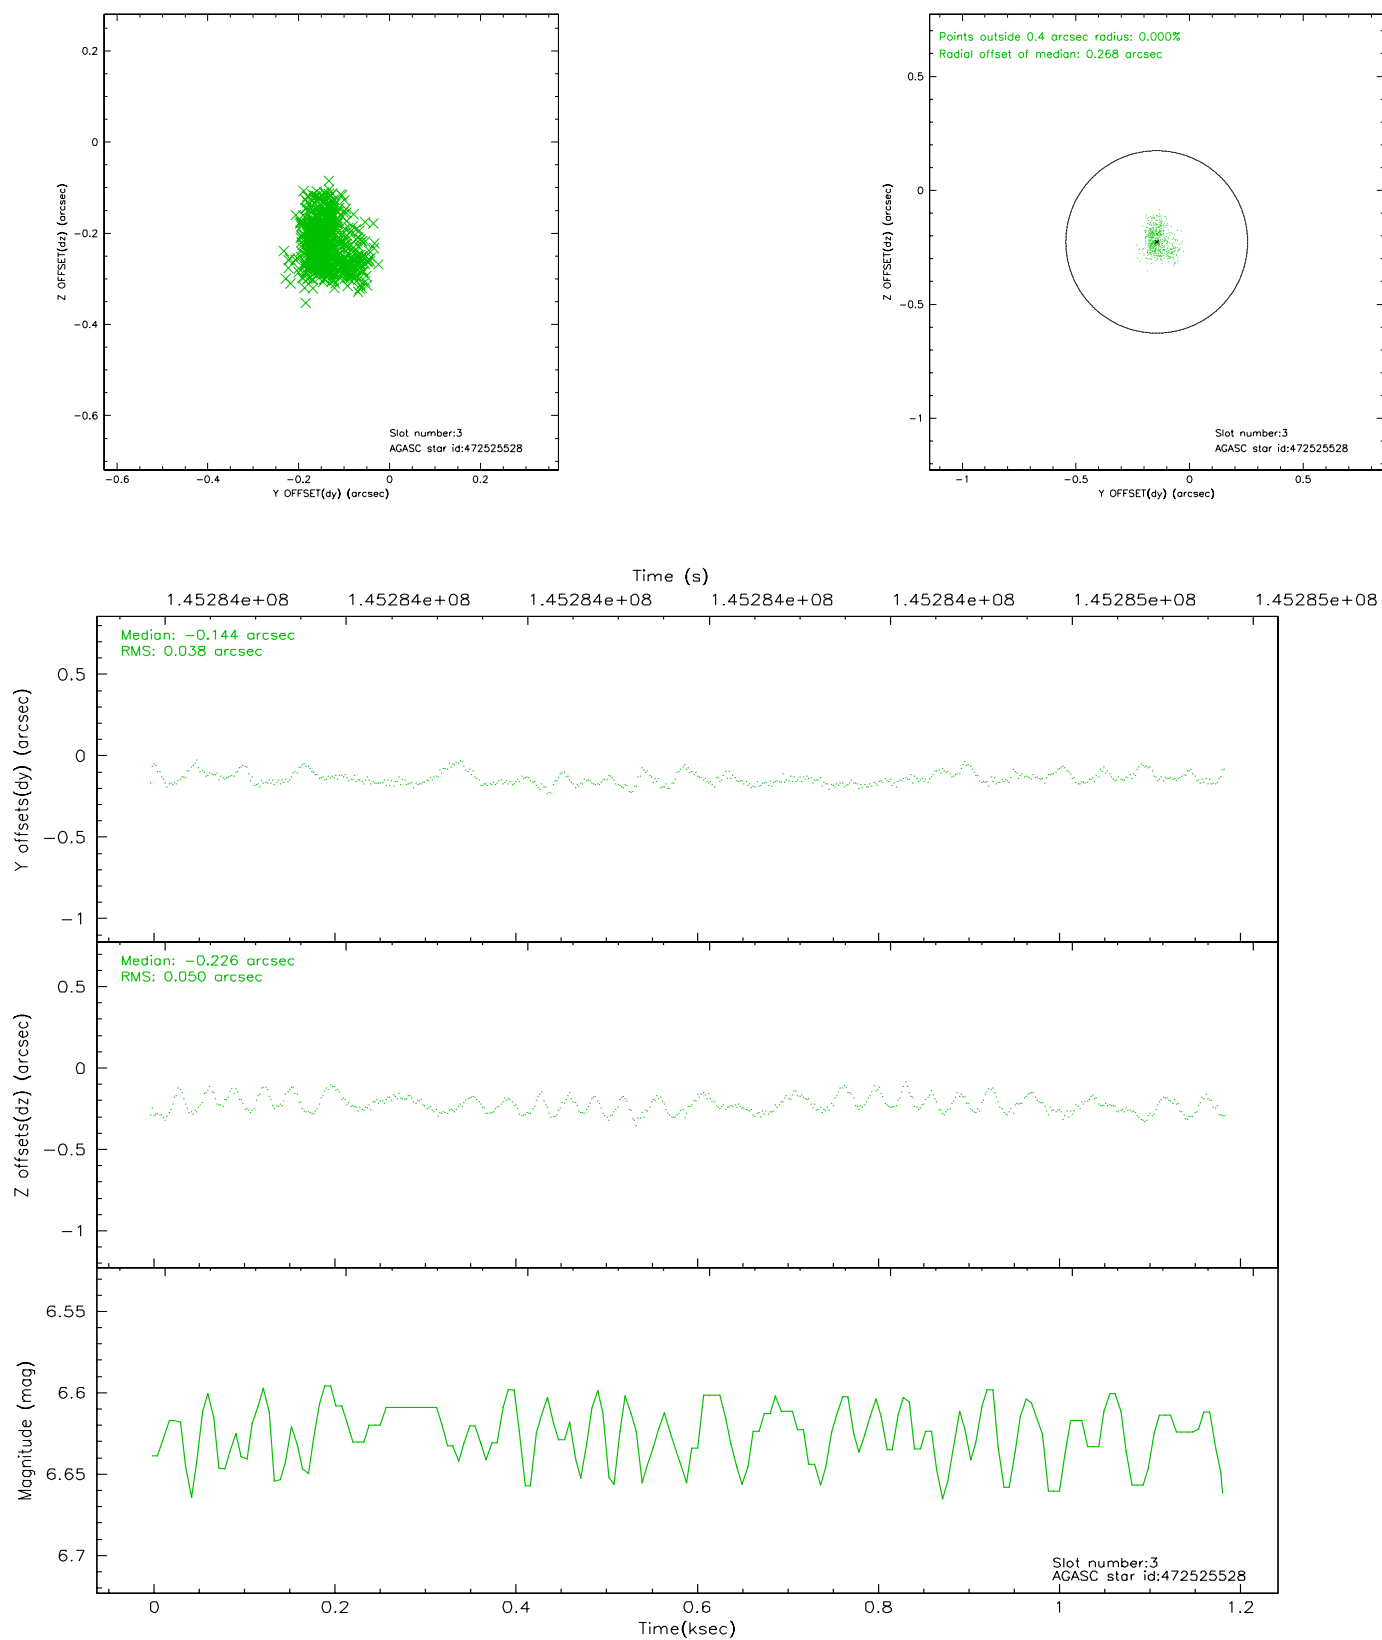 0.2
0
−0.2
−0.4
−0.6
Z OFFSET(dz) (arcsec)
Slot number:3
AGASC star id:472525528
−0.6 −0.4 −0.2 0 0.2
Y OFFSET(dy) (arcsec)
Points outside 0.4 arcsec radius: 0.000%
Radial offset of median: 0.268 arcsec
0.5
0
−0.5
−1
Z OFFSET(dz) (arcsec)
Slot number:3
AGASC star id:472525528
−1 −0.5 0 0.5
Y OFFSET(dy) (arcsec)
Time (s)
1.45284e+08 1.45284e+08 1.45284e+08 1.45284e+08 1.45284e+08 1.45285e+08 1.45285e+08
Median: −0.144 arcsec
RMS: 0.038 arcsec
0.5
0
−0.5
−1
Y offsets(dy) (arcsec)
Median: −0.226 arcsec
RMS: 0.050 arcsec
0.5
0
−0.5
−1
Z offsets(dz) (arcsec)
6.55
6.6
6.65
6.7
Magnitude (mag)
Slot number:3
AGASC star id:472525528
0 0.2 0.4 0.6 0.8 1 1.2
Time(ksec)